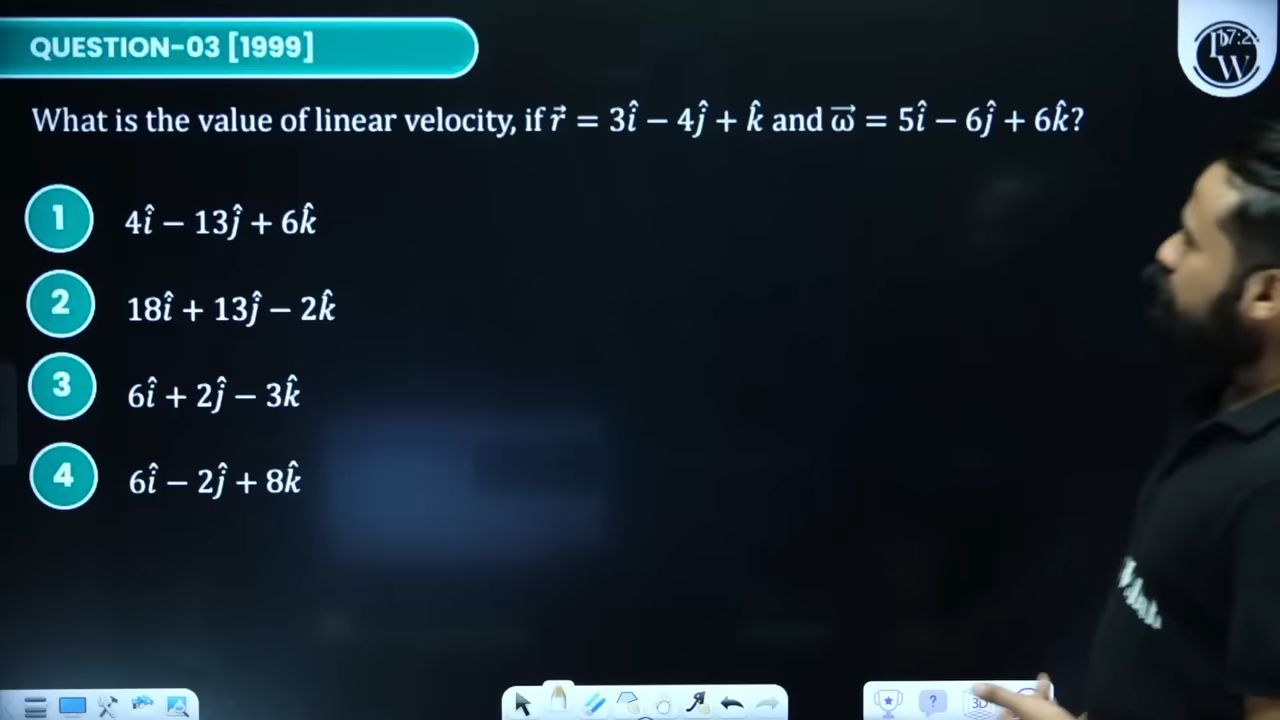 QUESTION-03 [1999]
What is the value of linear velocity, if r⃗ = 3î − 4ĵ + k̂ and ω⃗ = 5î − 6ĵ + 6k̂?
1 4î − 13ĵ + 6k̂
2 18î + 13ĵ − 2k̂
3 6î + 2ĵ − 3k̂
4 6î − 2ĵ + 8k̂
W
?
3D